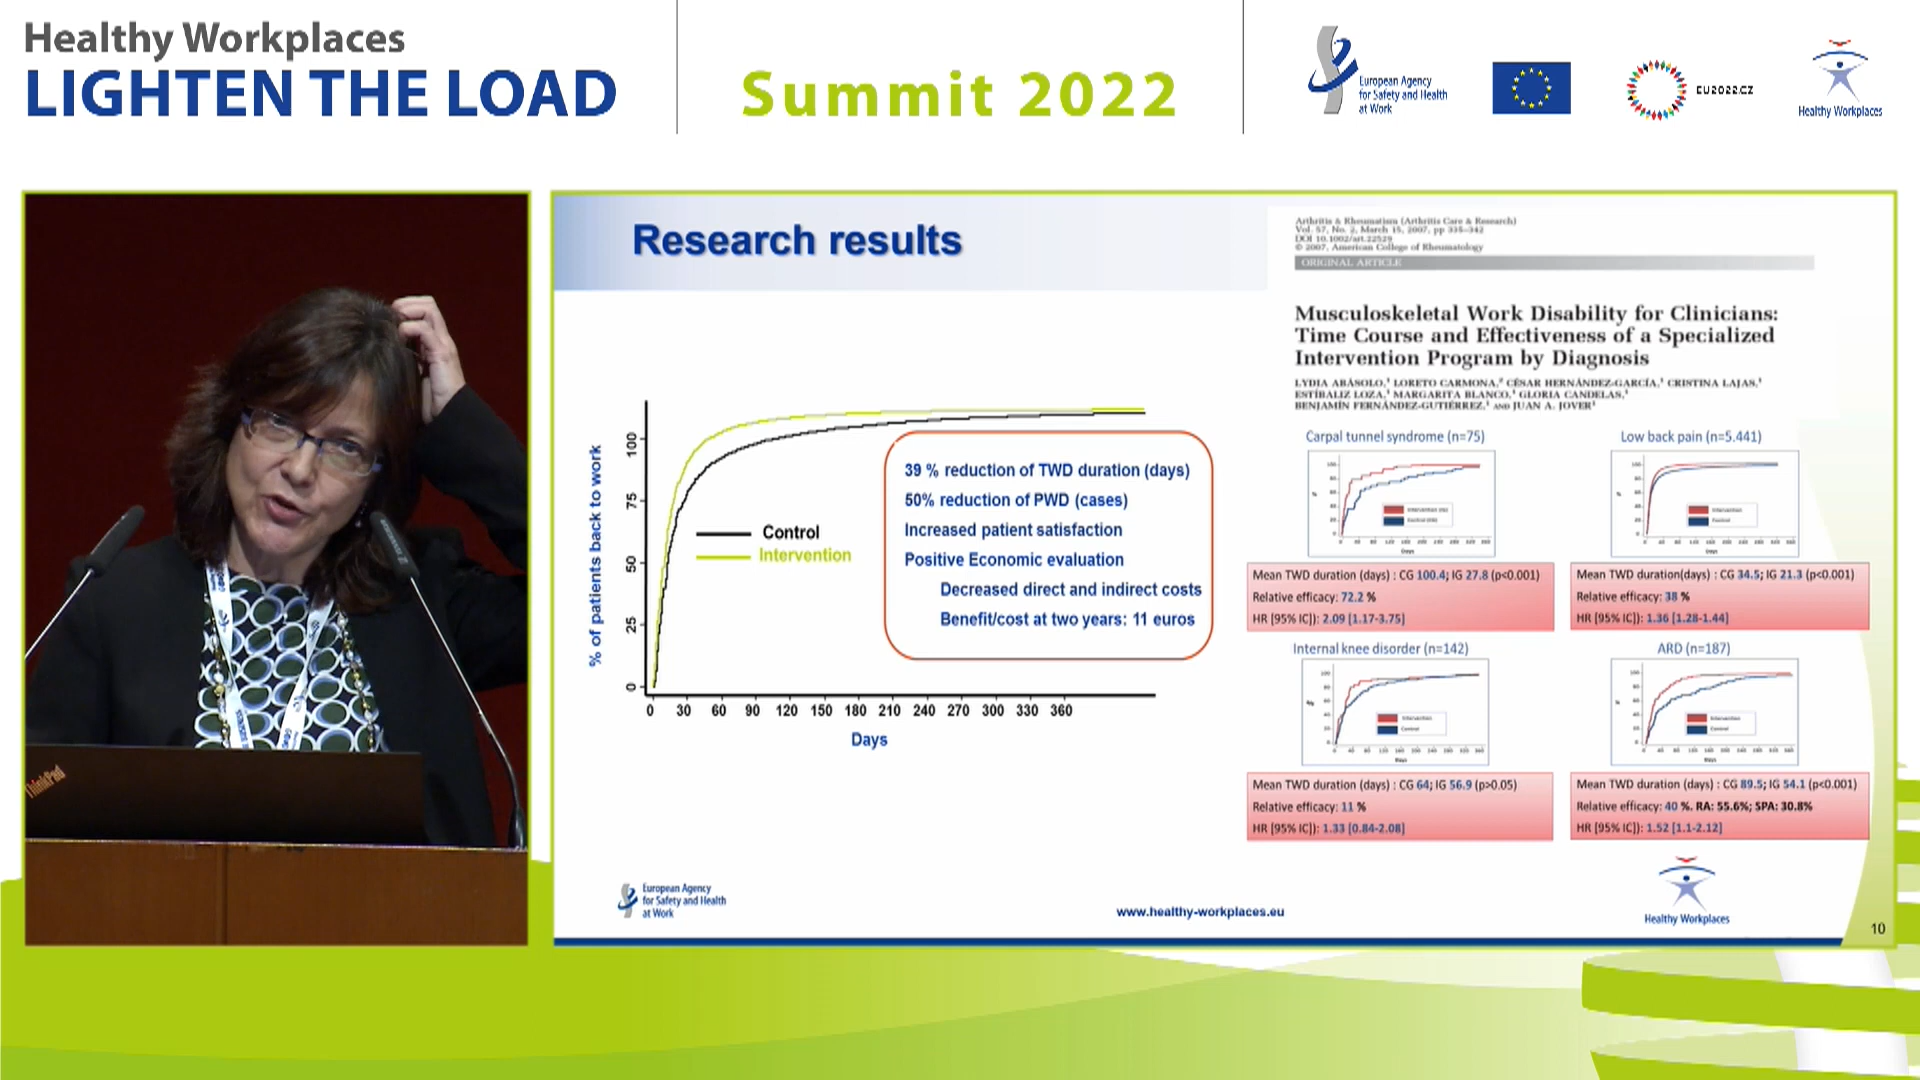 Healthy Workplaces
LIGHTEN THE LOAD
Summit 2022
European Agency
for Safety and Health
at Work
EU2022.CZ
Healthy Workplaces
ThinkPad
Research results
Arthritis & Rheumatism (Arthritis Care & Research)
Vol. 57, No. 2, March 15, 2007, pp 335–342
DOI 10.1002/art.22529
© 2007, American College of Rheumatology
ORIGINAL ARTICLE
Musculoskeletal Work Disability for Clinicians:
Time Course and Effectiveness of a Specialized
Intervention Program by Diagnosis
LYDIA ABÁSOLO,¹ LORETO CARMONA,² CÉSAR HERNÁNDEZ-GARCÍA,¹ CRISTINA LAJAS,¹
ESTÍBALIZ LOZA,¹ MARGARITA BLANCO,¹ GLORIA CANDELAS,¹
BENJAMÍN FERNÁNDEZ-GUTIÉRREZ,¹ AND JUAN A. JOVER¹
% of patients back to work
100
75
50
25
0
Control
Intervention
0 30 60 90 120 150 180 210 240 270 300 330 360
Days
39 % reduction of TWD duration (days)
50% reduction of PWD (cases)
Increased patient satisfaction
Positive Economic evaluation
Decreased direct and indirect costs
Benefit/cost at two years: 11 euros
Carpal tunnel syndrome (n=75)
Mean TWD duration (days) : CG 100.4; IG 27.8 (p<0.001)
Relative efficacy: 72.2 %
HR [95% IC]): 2.09 [1.17-3.75]
Low back pain (n=5.441)
Mean TWD duration(days) : CG 34.5; IG 21.3 (p<0.001)
Relative efficacy: 38 %
HR [95% IC]): 1.36 [1.28-1.44]
Internal knee disorder (n=142)
Mean TWD duration (days) : CG 64; IG 56.9 (p>0.05)
Relative efficacy: 11 %
HR [95% IC]): 1.33 [0.84-2.08]
ARD (n=187)
Mean TWD duration (days) : CG 89.5; IG 54.1 (p<0.001)
Relative efficacy: 40 %. RA: 55.6%; SPA: 30.8%
HR [95% IC]): 1.52 [1.1-2.12]
European Agency
for Safety and Health
at Work
www.healthy-workplaces.eu
Healthy Workplaces
10